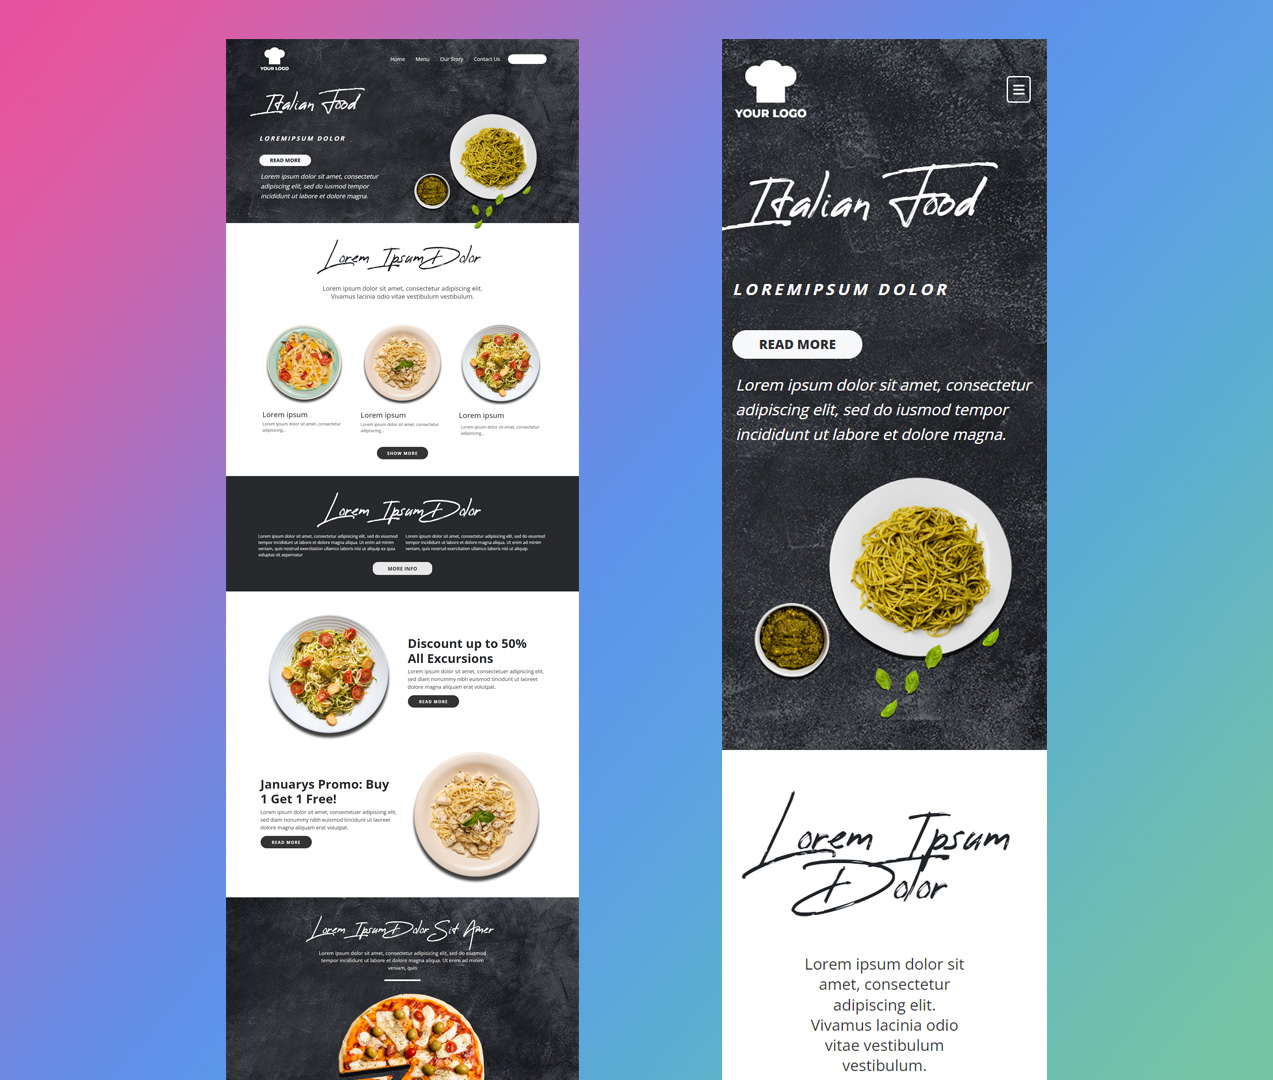 YOUR LOGO
Home Menu Our Story Contact Us
Italian Food
LOREMIPSUM DOLOR
READ MORE
Lorem ipsum dolor sit amet, consectetur
adipiscing elit, sed do iusmod tempor
incididunt ut labore et dolore magna.
Lorem Ipsum Dolor
Lorem ipsum dolor sit amet, consectetur adipiscing elit.
Vivamus lacinia odio vitae vestibulum vestibulum.
Lorem ipsum
Lorem ipsum dolor sit amet, consectetur
adipiscing...
Lorem ipsum
Lorem ipsum dolor sit amet, consectetur
adipiscing...
Lorem ipsum
Lorem ipsum dolor sit amet, consectetur
adipiscing...
SHOW MORE
Lorem Ipsum Dolor
Lorem ipsum dolor sit amet, consectetur adipiscing elit, sed do eiusmod
tempor incididunt ut labore et dolore magna aliqua. Ut enim ad minim
veniam, quis nostrud exercitation ullamco laboris nisi ut aliquip ex quia
voluptas sit aspernatur
Lorem ipsum dolor sit amet, consectetur adipiscing elit, sed do eiusmod
tempor incididunt ut labore et dolore magna aliqua. Ut enim ad minim
veniam, quis nostrud exercitation ullamco laboris nisi ut aliquip.
MORE INFO
Discount up to 50%
All Excursions
Lorem ipsum dolor sit amet, consectetuer adipiscing elit,
sed diam nonummy nibh euismod tincidunt ut laoreet
dolore magna aliquam erat volutpat.
READ MORE
Januarys Promo: Buy
1 Get 1 Free!
Lorem ipsum dolor sit amet, consectetuer adipiscing elit,
sed diam nonummy nibh euismod tincidunt ut laoreet
dolore magna aliquam erat volutpat.
READ MORE
Lorem Ipsum Dolor Sit Amer
Lorem ipsum dolor sit amet, consectetur adipiscing elit, sed do eiusmod
tempor incididunt ut labore et dolore magna aliqua. Ut enim ad minim
veniam, quis
YOUR LOGO
Italian Food
LOREMIPSUM DOLOR
READ MORE
Lorem ipsum dolor sit amet, consectetur
adipiscing elit, sed do iusmod tempor
incididunt ut labore et dolore magna.
Lorem Ipsum
Dolor
Lorem ipsum dolor sit
amet, consectetur
adipiscing elit.
Vivamus lacinia odio
vitae vestibulum
vestibulum.